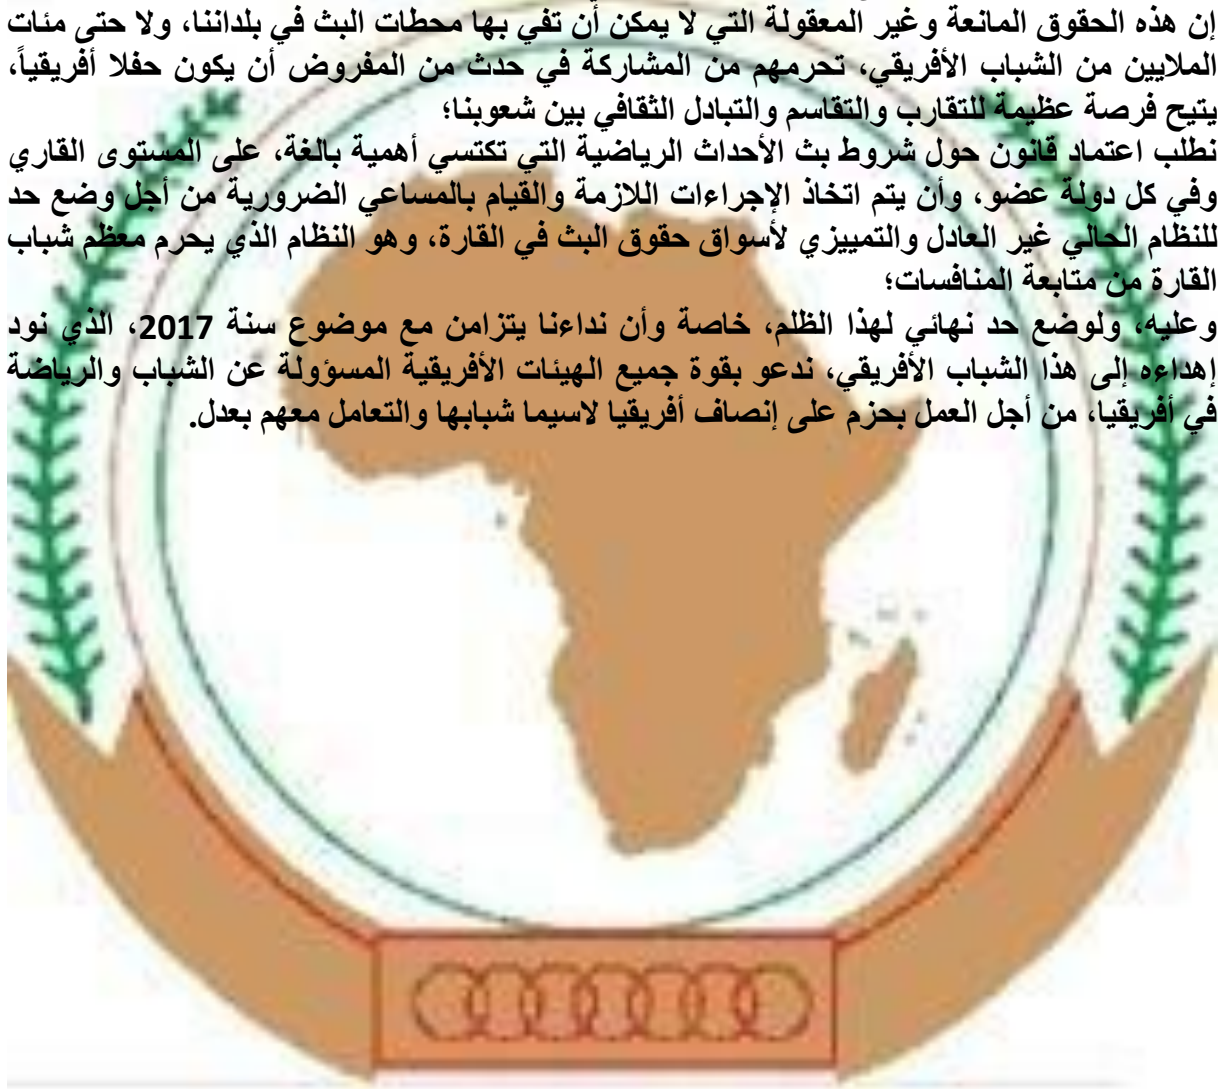 إن هذه الحقوق المانعة وغير المعقولة التي لا يمكن أن تفي بها محطات البث في بلداننا، ولا حتى مئات
الملايين من الشباب الأفريقي، تحرمهم من المشاركة في حدث من المفروض أن يكون حفلا أفريقياً،
يتيح فرصة عظيمة للتقارب والتقاسم والتبادل الثقافي بين شعوبنا؛
نطلب اعتماد قانون حول شروط بث الأحداث الرياضية التي تكتسي أهمية بالغة، على المستوى القاري
وفي كل دولة عضو، وأن يتم اتخاذ الإجراءات اللازمة والقيام بالمساعي الضرورية من أجل وضع حد
للنظام الحالي غير العادل والتمييزي لأسواق حقوق البث في القارة، وهو النظام الذي يحرم معظم شباب
القارة من متابعة المنافسات؛
وعليه، ولوضع حد نهائي لهذا الظلم، خاصة وأن نداءنا يتزامن مع موضوع سنة 2017، الذي نود
إهداءه إلى هذا الشباب الأفريقي، ندعو بقوة جميع الهيئات الأفريقية المسؤولة عن الشباب والرياضة
في أفريقيا، من أجل العمل بحزم على إنصاف أفريقيا لاسيما شبابها والتعامل معهم بعدل.